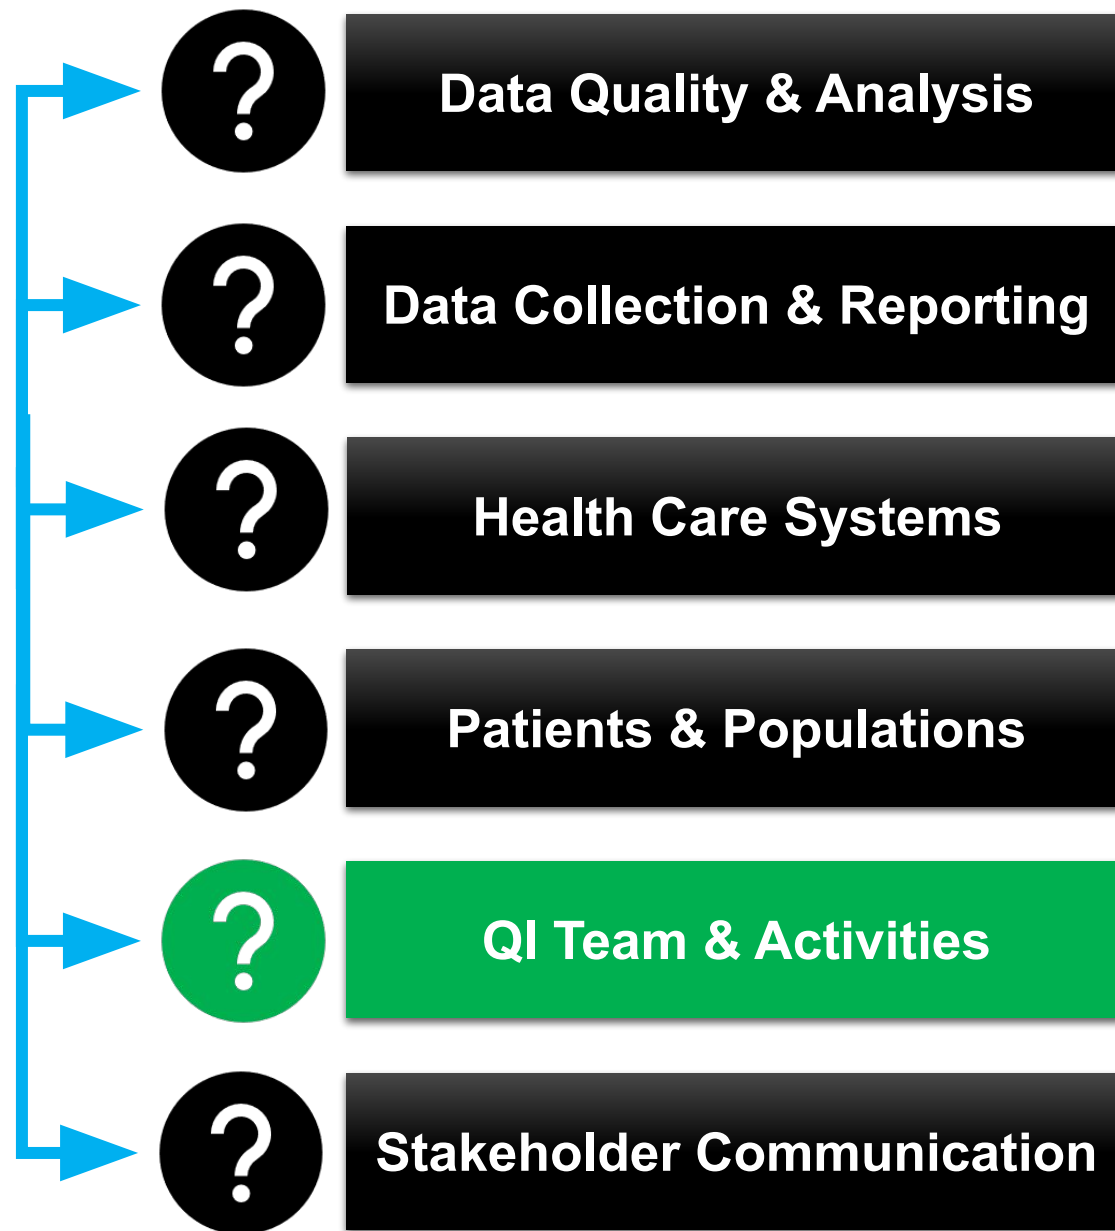 ?
Data Quality & Analysis
?
Data Collection & Reporting
?
Health Care Systems
?
Patients & Populations
?
QI Team & Activities
?
Stakeholder Communication